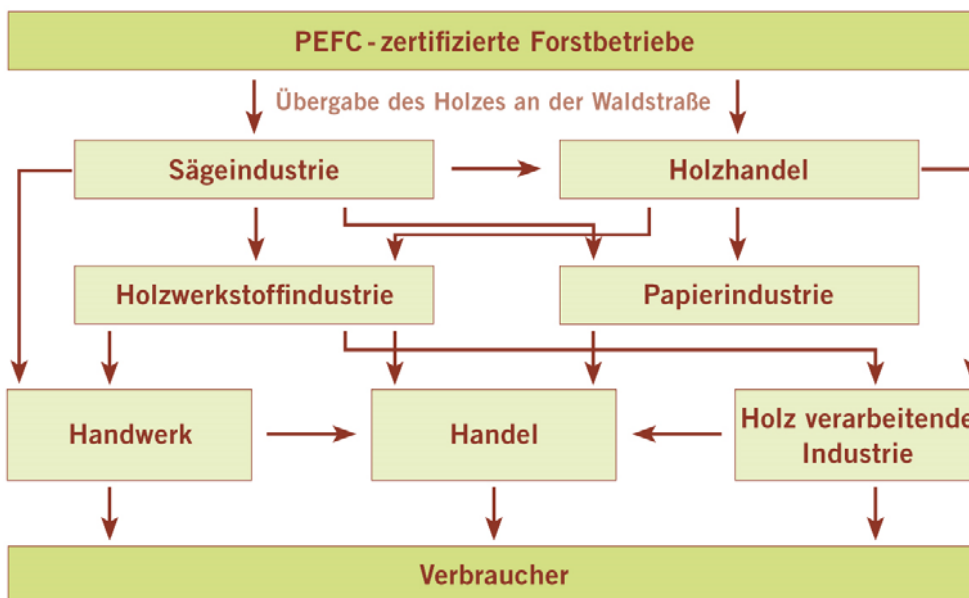 PEFC - zertifizierte Forstbetriebe
Übergabe des Holzes an der Waldstraße
Sägeindustrie
Holzhandel
Holzwerkstoffindustrie
Papierindustrie
Handwerk
Handel
Holz verarbeitende
Industrie
Verbraucher